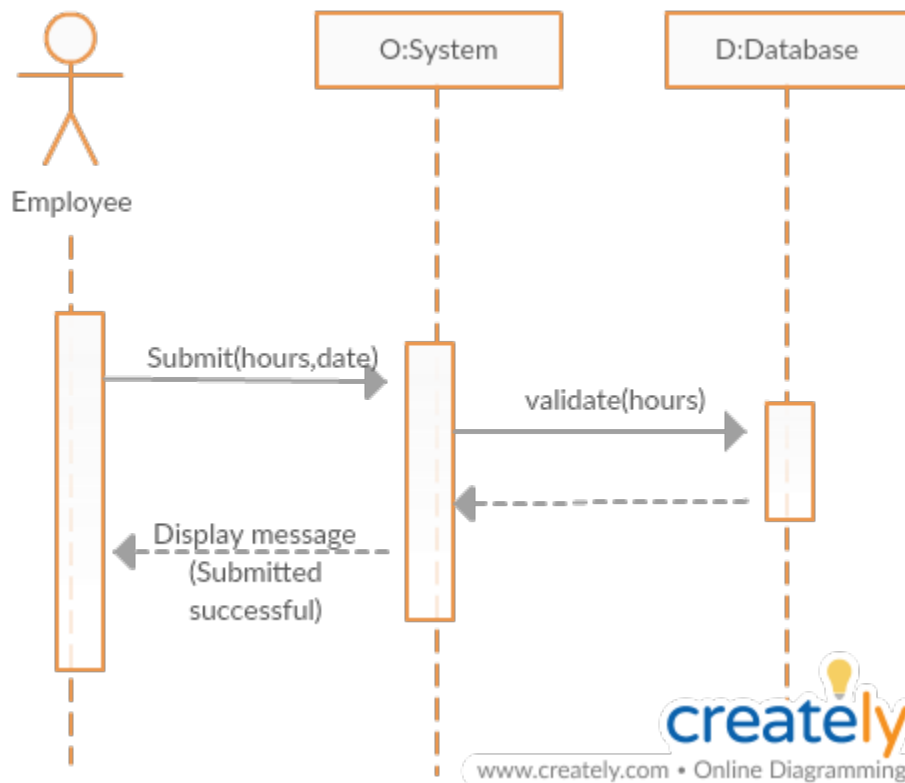 O:System
D:Database
Employee
Submit(hours,date)
validate(hours)
Display message
(Submitted
successful)
creately
www.creately.com • Online Diagramming